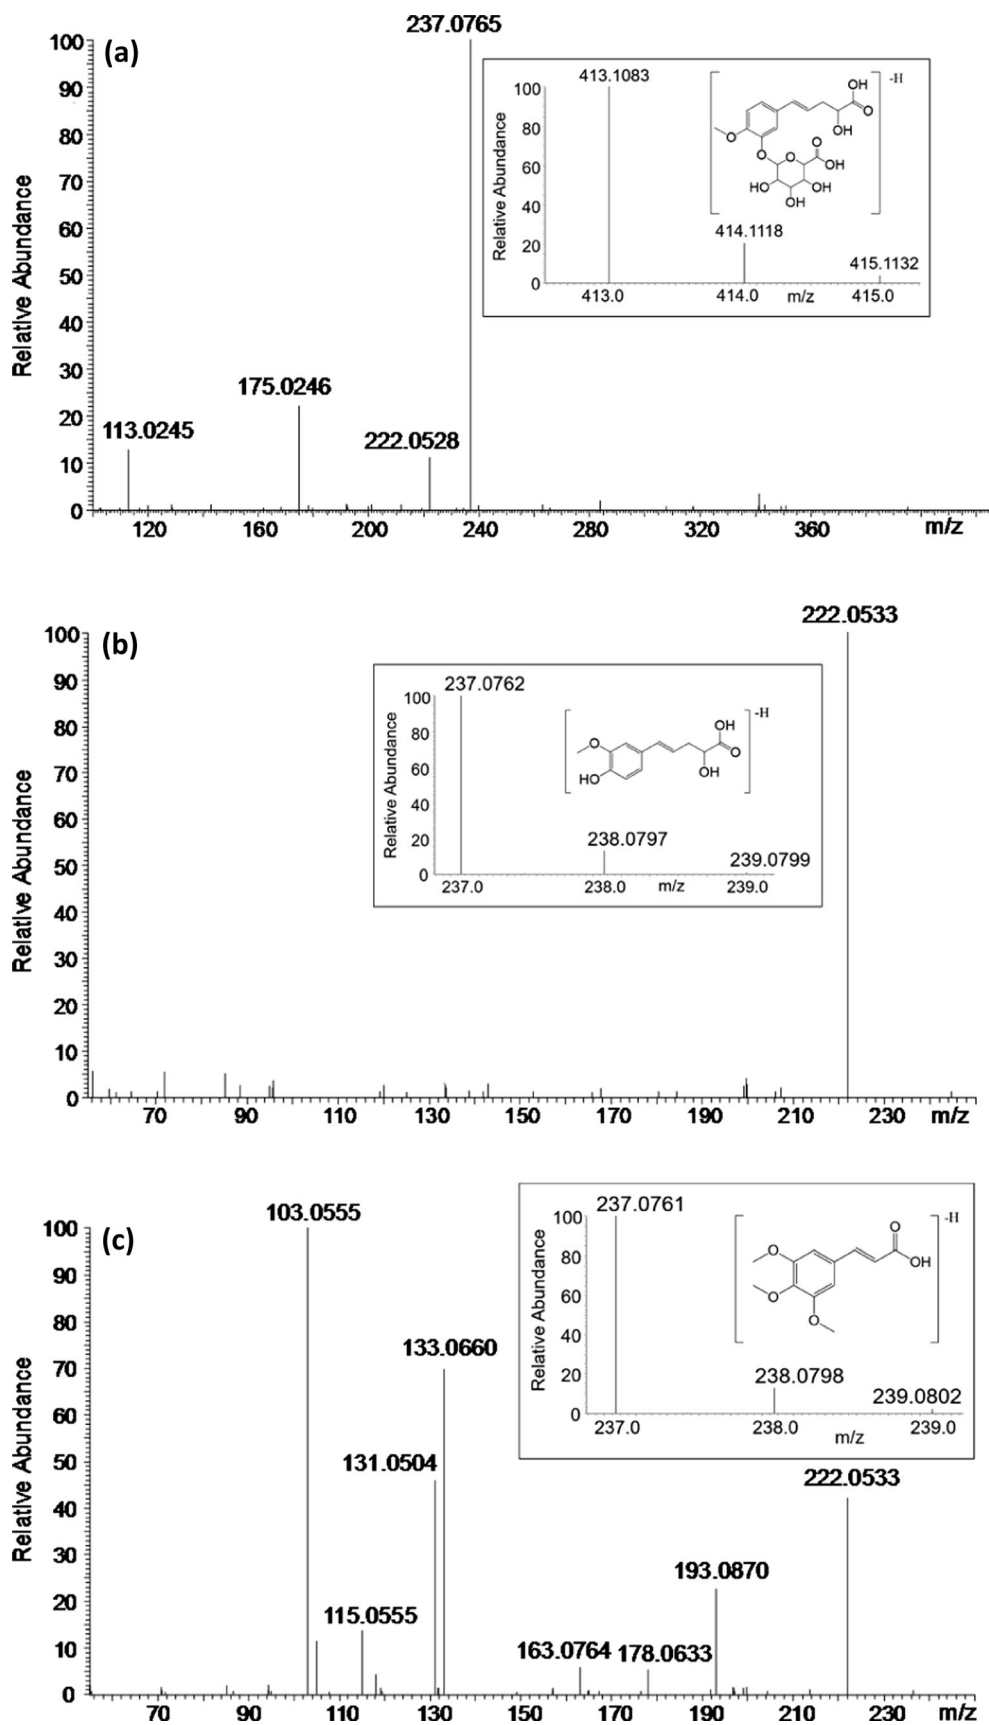 (a)
237.0765
175.0246
113.0245
222.0528
Relative Abundance
100
90
80
70
60
50
40
30
20
10
0
120
160
200
240
280
320
360
m/z
413.1083
414.1118
415.1132
Relative Abundance
100
80
60
40
20
0
413.0
414.0
m/z
415.0
-H
OH
O
OH
O
O
O
O
OH
HO
OH
OH
(b)
222.0533
Relative Abundance
100
90
80
70
60
50
40
30
20
10
0
70
90
110
130
150
170
190
210
230
m/z
237.0762
238.0797
239.0799
Relative Abundance
100
80
60
40
20
0
237.0
238.0
m/z
239.0
-H
OH
O
O
OH
HO
(c)
103.0555
133.0660
131.0504
115.0555
163.0764
178.0633
193.0870
222.0533
Relative Abundance
100
90
80
70
60
50
40
30
20
10
0
70
90
110
130
150
170
190
210
230
m/z
237.0761
238.0798
239.0802
Relative Abundance
100
80
60
40
20
0
237.0
238.0
m/z
239.0
-H
O
OH
O
O
O